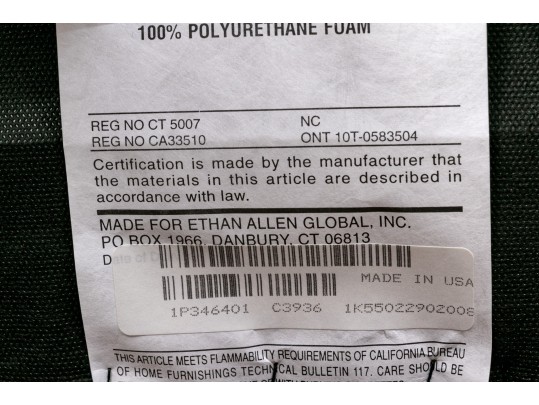 100% POLYURETHANE FOAM
REG NO CT 5007 NC
REG NO CA33510 ONT 10T-0583504
Certification is made by the manufacturer that
the materials in this article are described in
accordance with law.
MADE FOR ETHAN ALLEN GLOBAL, INC.
PO BOX 1966, DANBURY, CT 06813
MADE IN USA
1P346401 C3936 1K5502290200
THIS ARTICLE MEETS FLAMMABILITY REQUIREMENTS OF CALIFORNIA BUREAU
OF HOME FURNISHINGS TECHNICAL BULLETIN 117. CARE SHOULD BE